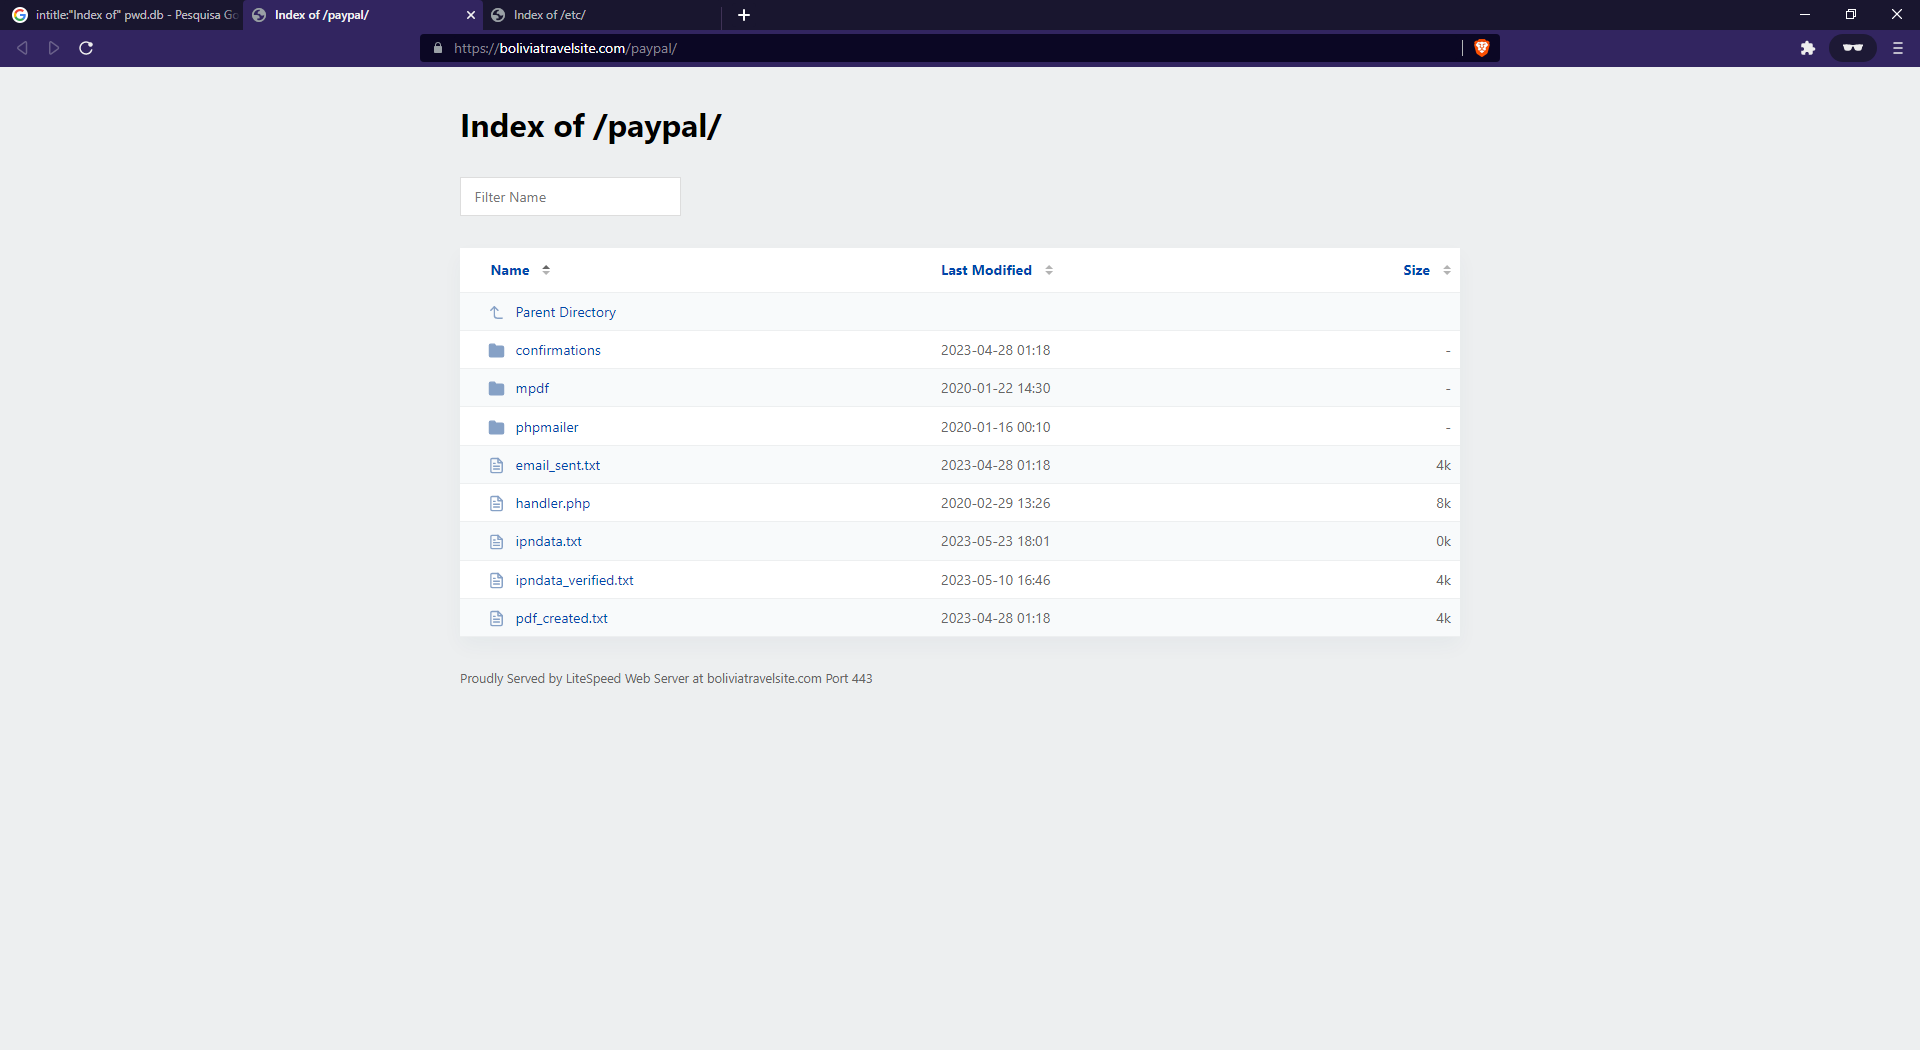 intitle:"Index of" pwd.db - Pesquisa Go
Index of /paypal/
Index of /etc/
https://boliviatravelsite.com/paypal/
Index of /paypal/
Filter Name
Name Last Modified Size
Parent Directory
confirmations 2023-04-28 01:18 -
mpdf 2020-01-22 14:30 -
phpmailer 2020-01-16 00:10 -
email_sent.txt 2023-04-28 01:18 4k
handler.php 2020-02-29 13:26 8k
ipndata.txt 2023-05-23 18:01 0k
ipndata_verified.txt 2023-05-10 16:46 4k
pdf_created.txt 2023-04-28 01:18 4k
Proudly Served by LiteSpeed Web Server at boliviatravelsite.com Port 443